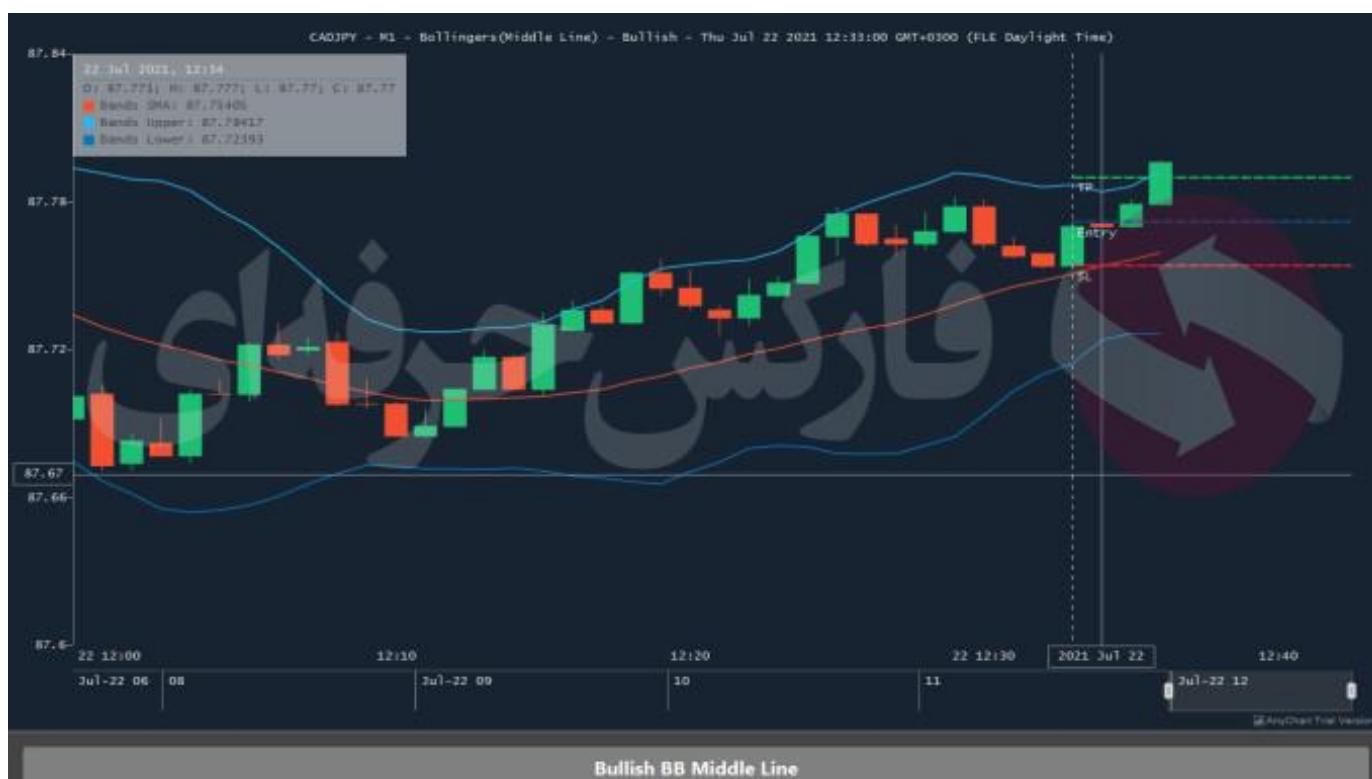 CADJPY - M1 - Bollingers(Middle Line) - Bullish - Thu Jul 22 2021 12:33:00 GMT+0300 (FLE Daylight Time)
87.84
22 Jul 2021, 12:34
O: 87.771; H: 87.777; L: 87.77; C: 87.77
Bands SMA: 87.75405
Bands Upper: 87.78417
Bands Lower: 87.72393
87.78
TP
Entry
SL
فارکس حرفه‌ای
87.72
87.67
87.66
87.6
22 12:00 12:10 12:20 22 12:30 2021 Jul 22 12:40
Jul-22 06 08 Jul-22 09 10 11 Jul-22 12
AnyChart Trial Version
Bullish BB Middle Line